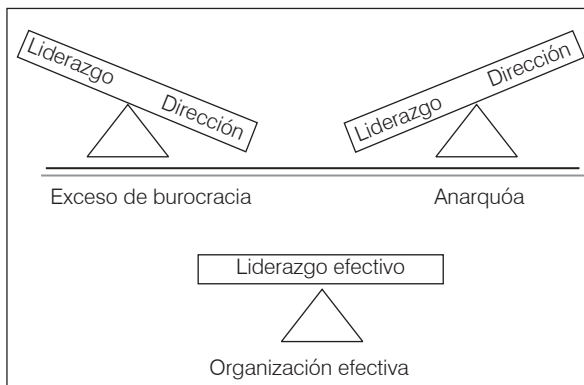 Liderazgo Dirección
Liderazgo Dirección
Exceso de burocracia
Anarquóa
Liderazgo efectivo
Organización efectiva